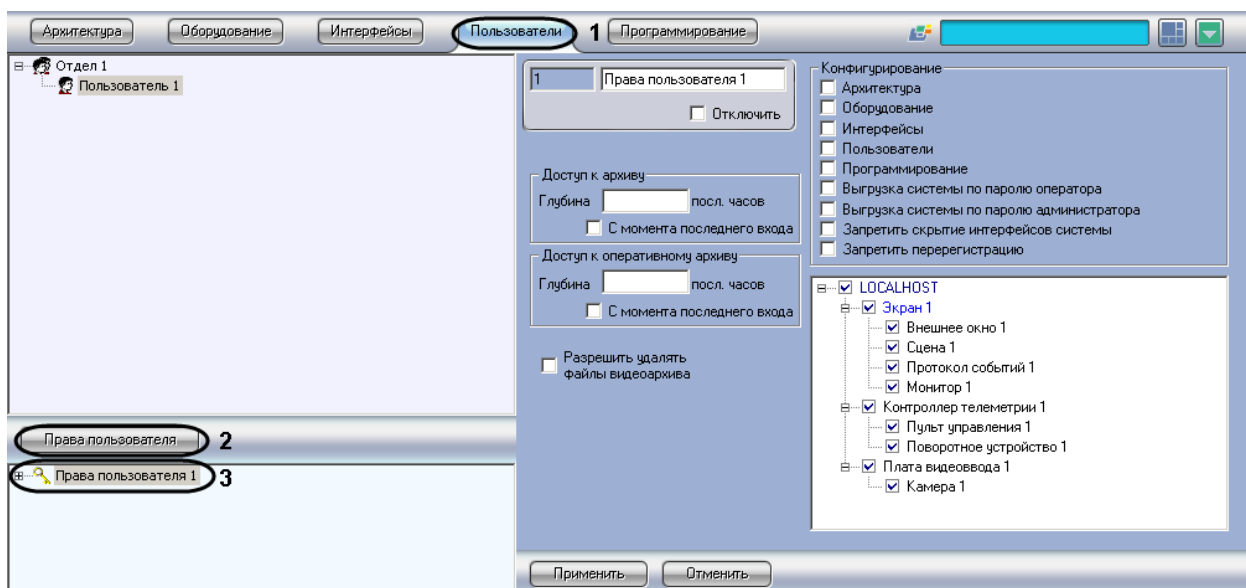 Архитектура Оборудование Интерфейсы Пользователи 1 Программирование
Отдел 1
Пользователь 1
Права пользователя 2
Права пользователя 1 3
1 Права пользователя 1
Отключить
Доступ к архиву
Глубина посл. часов
С момента последнего входа
Доступ к оперативному архиву
Глубина посл. часов
С момента последнего входа
Разрешить удалять
файлы видеоархива
Конфигурирование
Архитектура
Оборудование
Интерфейсы
Пользователи
Программирование
Выгрузка системы по паролю оператора
Выгрузка системы по паролю администратора
Запретить скрытие интерфейсов системы
Запретить перерегистрацию
LOCALHOST
Экран 1
Внешнее окно 1
Сцена 1
Протокол событий 1
Монитор 1
Контроллер телеметрии 1
Пульт управления 1
Поворотное устройство 1
Плата видеоввода 1
Камера 1
Применить Отменить